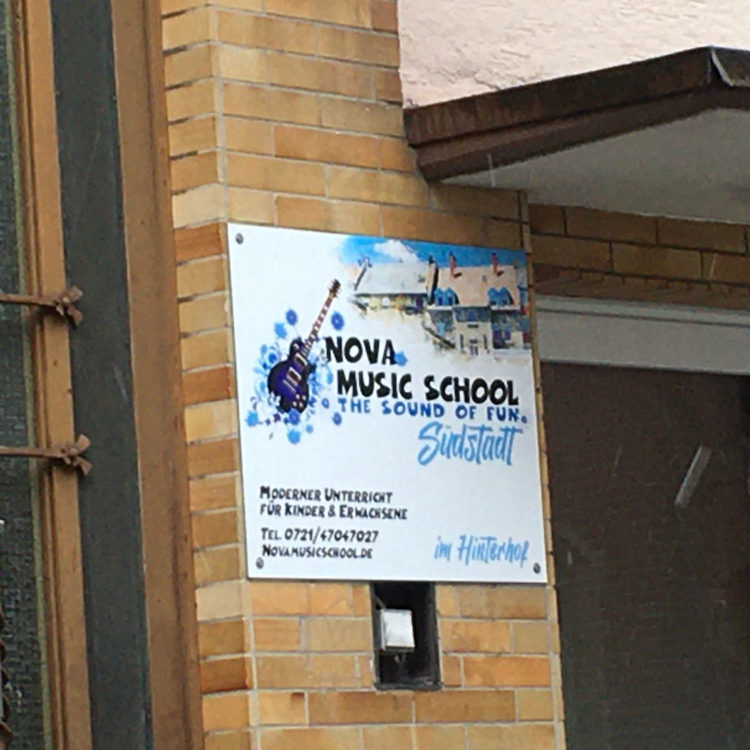 NOVA
MUSIC SCHOOL
THE SOUND OF FUN.
Südstadt
MODERNER UNTERRICHT
FÜR KINDER & ERWACHSENE
TEL. 0721/47047027
NOVAMUSICSCHOOL.DE
im Hinterhof